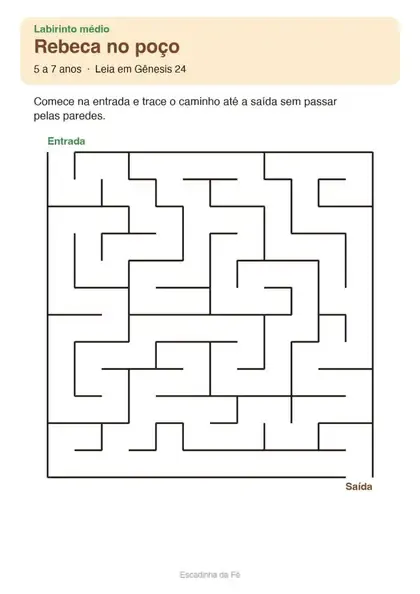 Labirinto médio
Rebeca no poço
5 a 7 anos · Leia em Gênesis 24
Comece na entrada e trace o caminho até a saída sem passar
pelas paredes.
Entrada
Saída
Escadinha da Fé